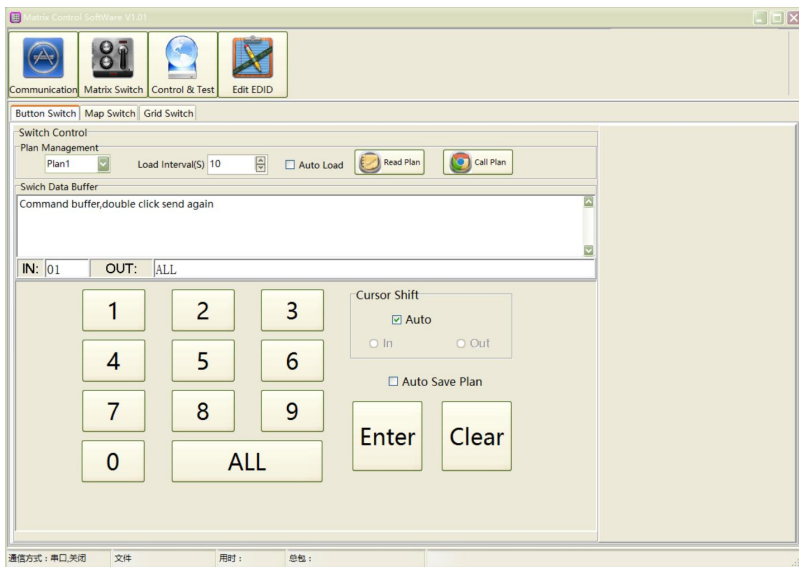 Matrix Control SoftWare V1.01
Communication Matrix Switch Control & Test Edit EDID
Button Switch Map Switch Grid Switch
Switch Control
Plan Management
Plan1 Load Interval(S) 10 Auto Load Read Plan Call Plan
Swich Data Buffer
Command buffer,double click send again
IN: 01 OUT: ALL
1 2 3
Cursor Shift
Auto
In Out
4 5 6
Auto Save Plan
7 8 9
Enter Clear
0 ALL
通信方式：串口,关闭 文件 用时： 总包：